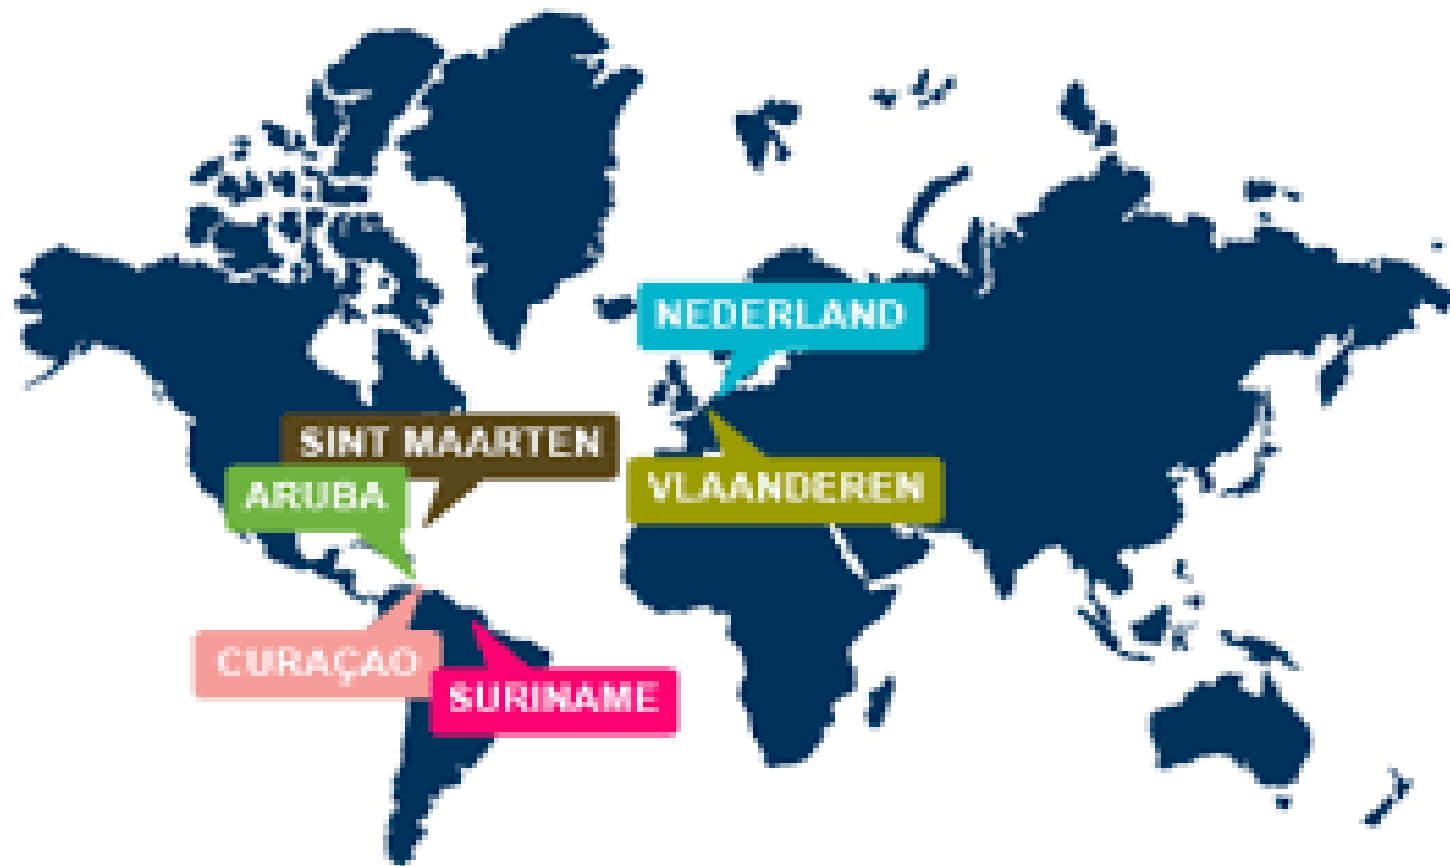 NEDERLAND
SINT MAARTEN
VLAANDEREN
ARUBA
CURAÇAO
SURINAME